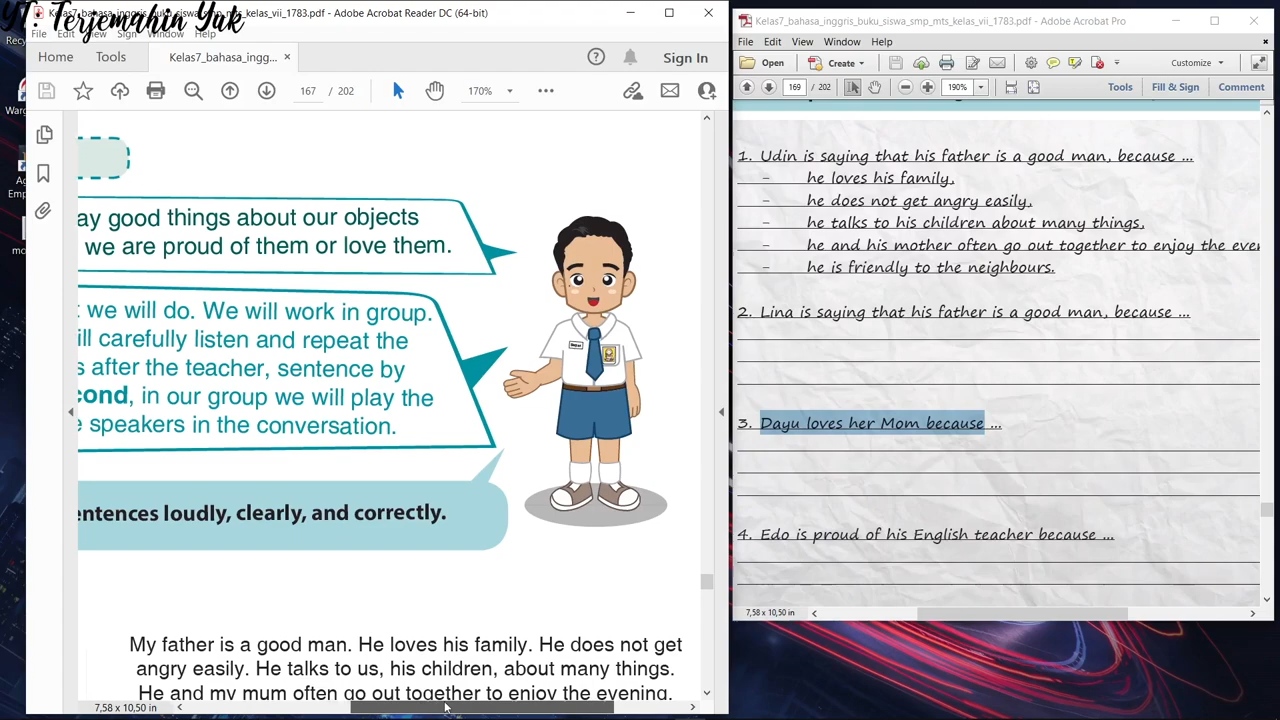 YT. Terjemahin Yuk
Kelas7_bahasa_inggris_buku_siswa_smp_mts_kelas_vii_1783.pdf - Adobe Acrobat Reader DC (64-bit)
File Edit View Sign Window Help
Home Tools Kelas7_bahasa_ingg... × Sign In
167 / 202 170%
ay good things about our objects
we are proud of them or love them.
we will do. We will work in group.
ill carefully listen and repeat the
s after the teacher, sentence by
cond, in our group we will play the
e speakers in the conversation.
entences loudly, clearly, and correctly.
My father is a good man. He loves his family. He does not get
angry easily. He talks to us, his children, about many things.
He and my mum often go out together to enjoy the evening.
7,58 x 10,50 in
Kelas7_bahasa_inggris_buku_siswa_smp_mts_kelas_vii_1783.pdf - Adobe Acrobat Pro
File Edit View Window Help
Open Create Customize
169 / 202 190% Tools Fill & Sign Comment
1. Udin is saying that his father is a good man, because ...
- he loves his family,
- he does not get angry easily,
- he talks to his children about many things,
- he and his mother often go out together to enjoy the eve
- he is friendly to the neighbours.
2. Lina is saying that his father is a good man, because ...
3. Dayu loves her Mom because ...
4. Edo is proud of his English teacher because ...
7,58 x 10,50 in